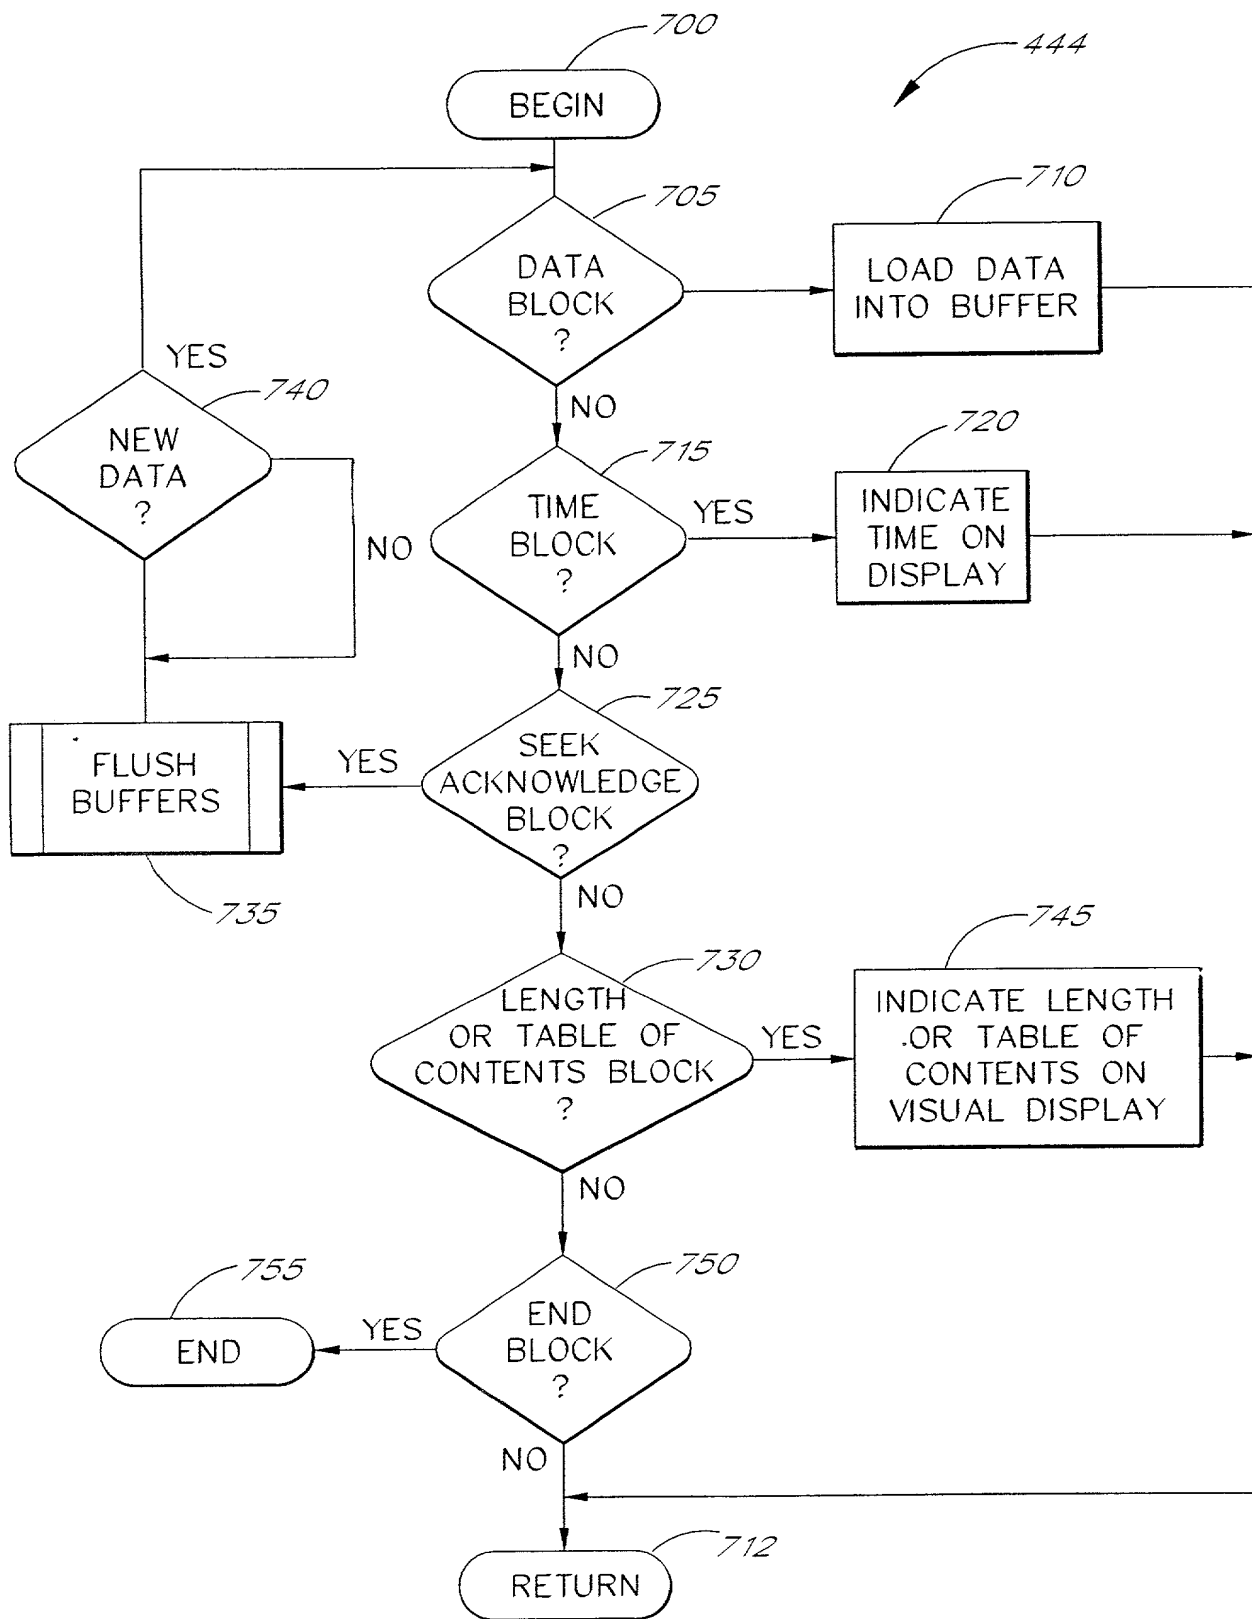 700
444
BEGIN
705
710
DATA
BLOCK
?
LOAD DATA
INTO BUFFER
YES
740
NO
NEW
DATA
?
715
720
TIME
BLOCK
?
YES
INDICATE
TIME ON
DISPLAY
NO
NO
725
FLUSH
BUFFERS
YES
SEEK
ACKNOWLEDGE
BLOCK
?
735
NO
745
730
LENGTH
OR TABLE OF
CONTENTS BLOCK
?
YES
INDICATE LENGTH
OR TABLE OF
CONTENTS ON
VISUAL DISPLAY
NO
755
750
END
YES
END
BLOCK
?
NO
712
RETURN